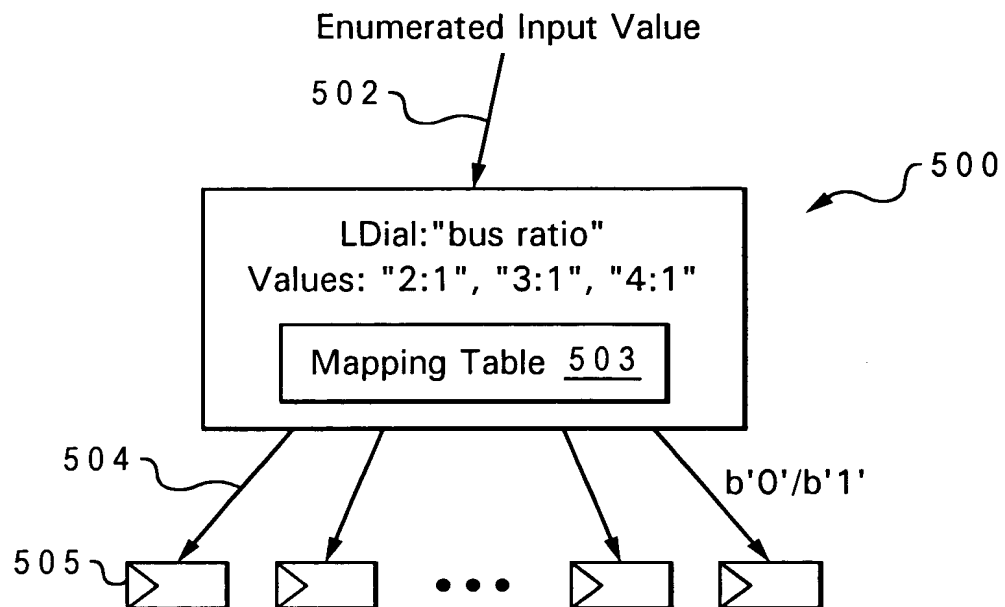 Enumerated Input Value
502
500
LDial:"bus ratio"
Values: "2:1", "3:1", "4:1"
Mapping Table 503
504
b'0'/b'1'
505